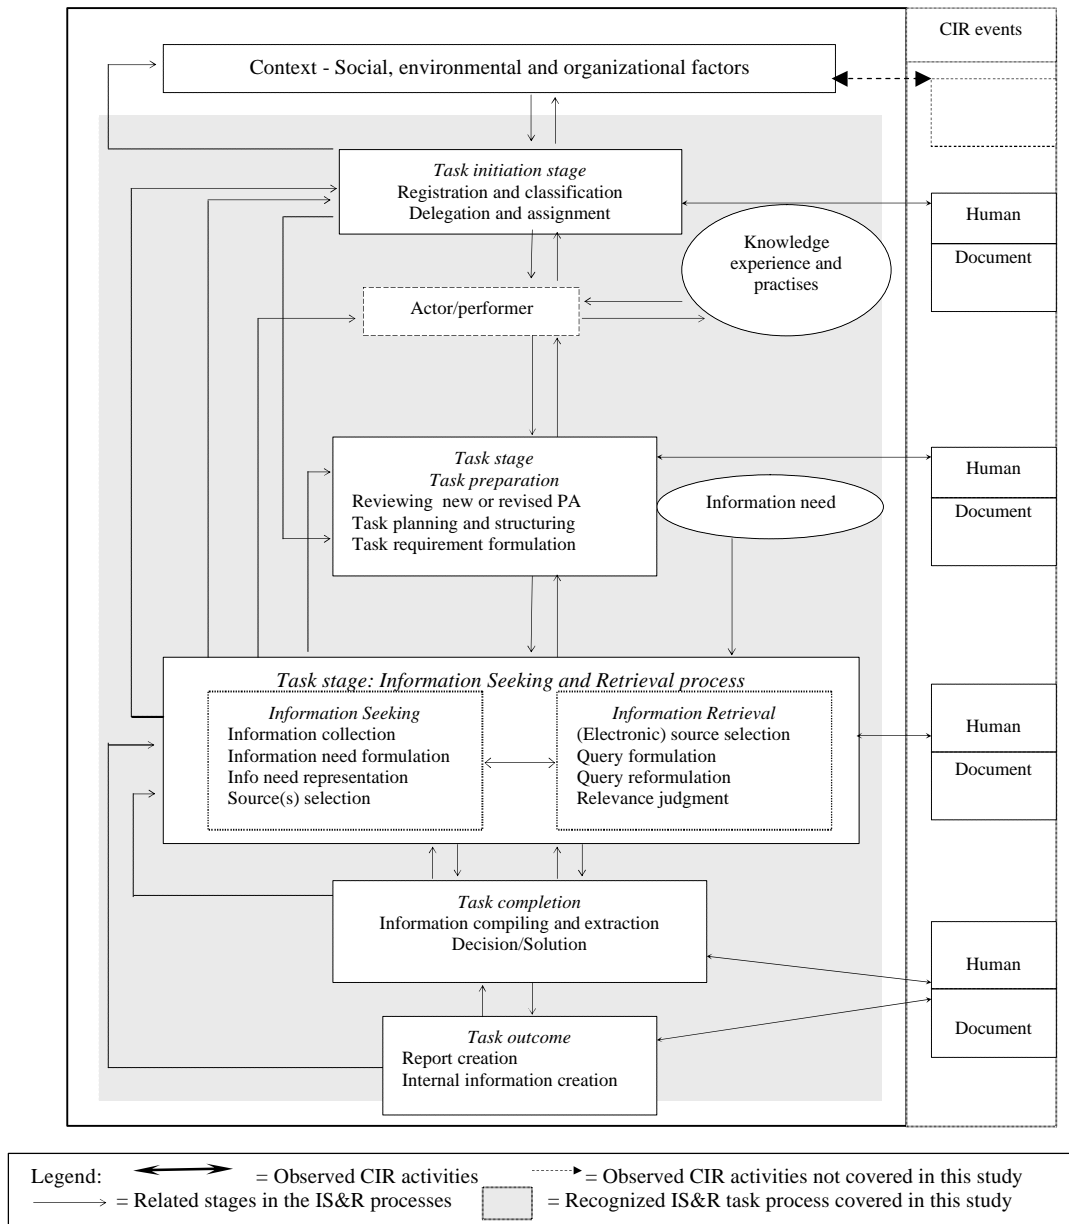 CIR events
Context - Social, environmental and organizational factors
Task initiation stage
Registration and classification
Delegation and assignment
Human
Document
Knowledge
experience and
practises
Actor/performer
Task stage
Task preparation
Reviewing new or revised PA
Task planning and structuring
Task requirement formulation
Information need
Human
Document
Task stage: Information Seeking and Retrieval process
Information Seeking
Information collection
Information need formulation
Info need representation
Source(s) selection
Information Retrieval
(Electronic) source selection
Query formulation
Query reformulation
Relevance judgment
Human
Document
Task completion
Information compiling and extraction
Decision/Solution
Human
Document
Task outcome
Report creation
Internal information creation
Legend: = Observed CIR activities = Observed CIR activities not covered in this study
= Related stages in the IS&R processes = Recognized IS&R task process covered in this study